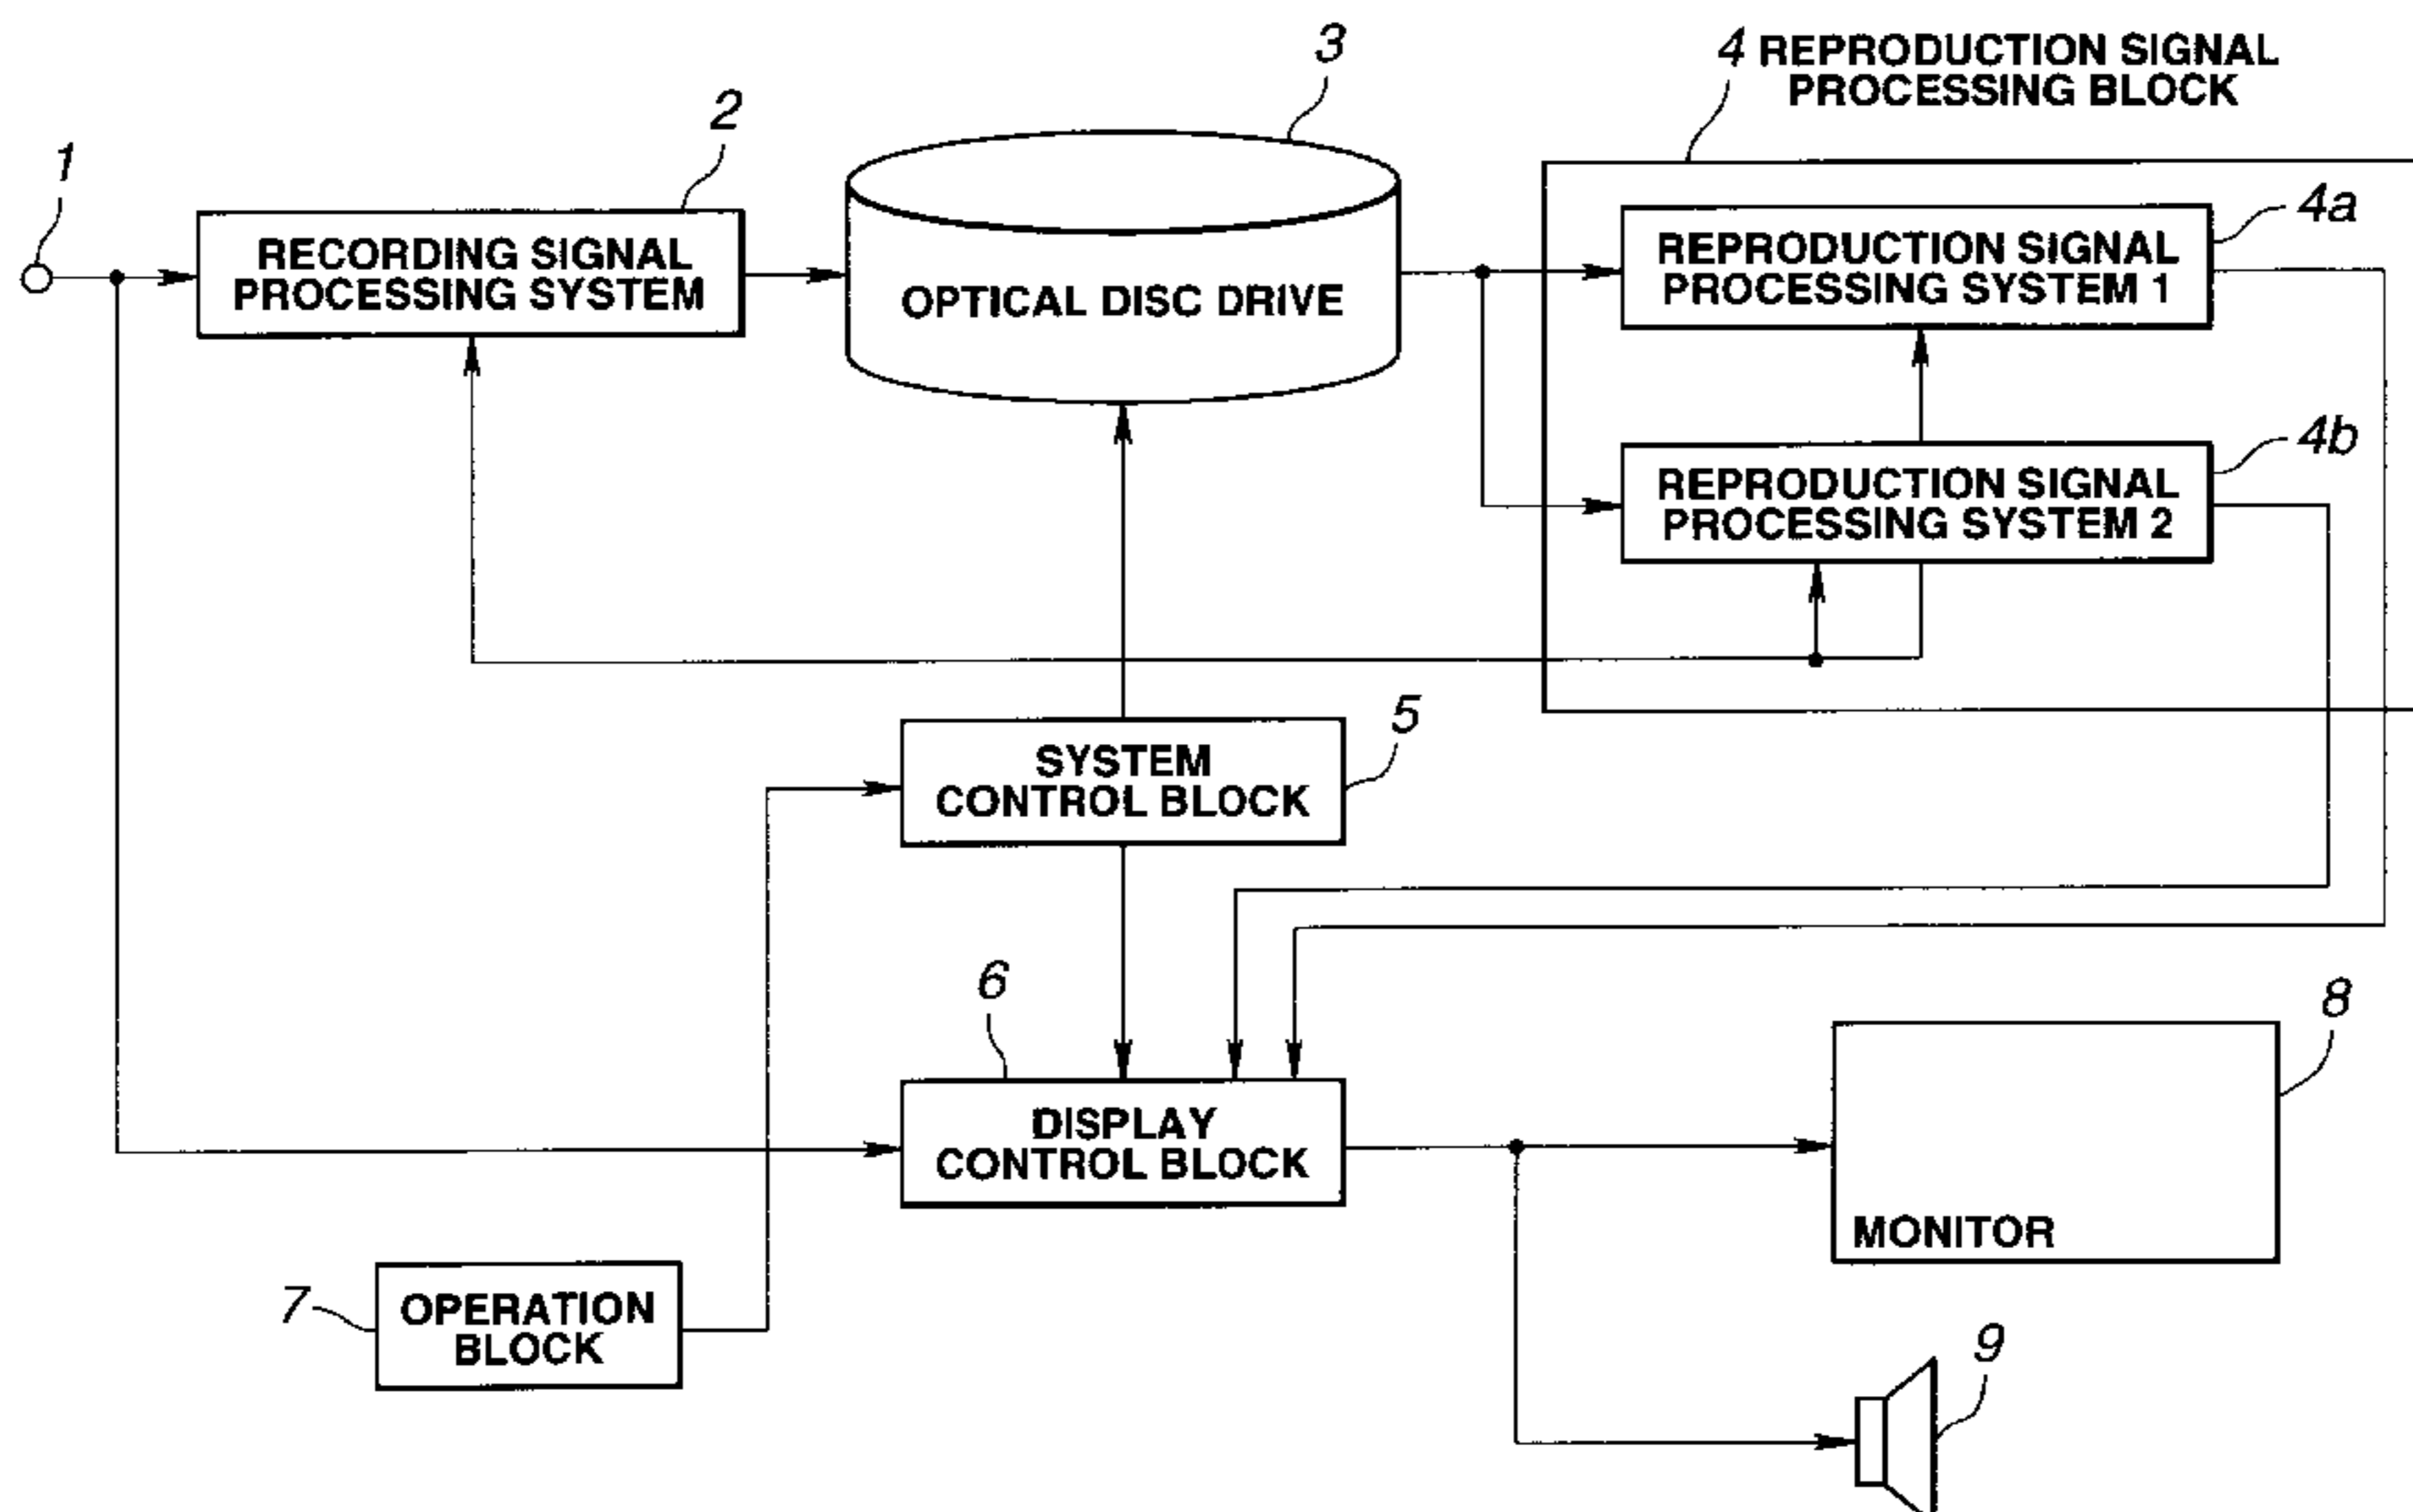 1
2
RECORDING SIGNAL
PROCESSING SYSTEM
3
OPTICAL DISC DRIVE
4 REPRODUCTION SIGNAL
PROCESSING BLOCK
4a
REPRODUCTION SIGNAL
PROCESSING SYSTEM 1
4b
REPRODUCTION SIGNAL
PROCESSING SYSTEM 2
5
SYSTEM
CONTROL BLOCK
6
DISPLAY
CONTROL BLOCK
8
MONITOR
7
OPERATION
BLOCK
9